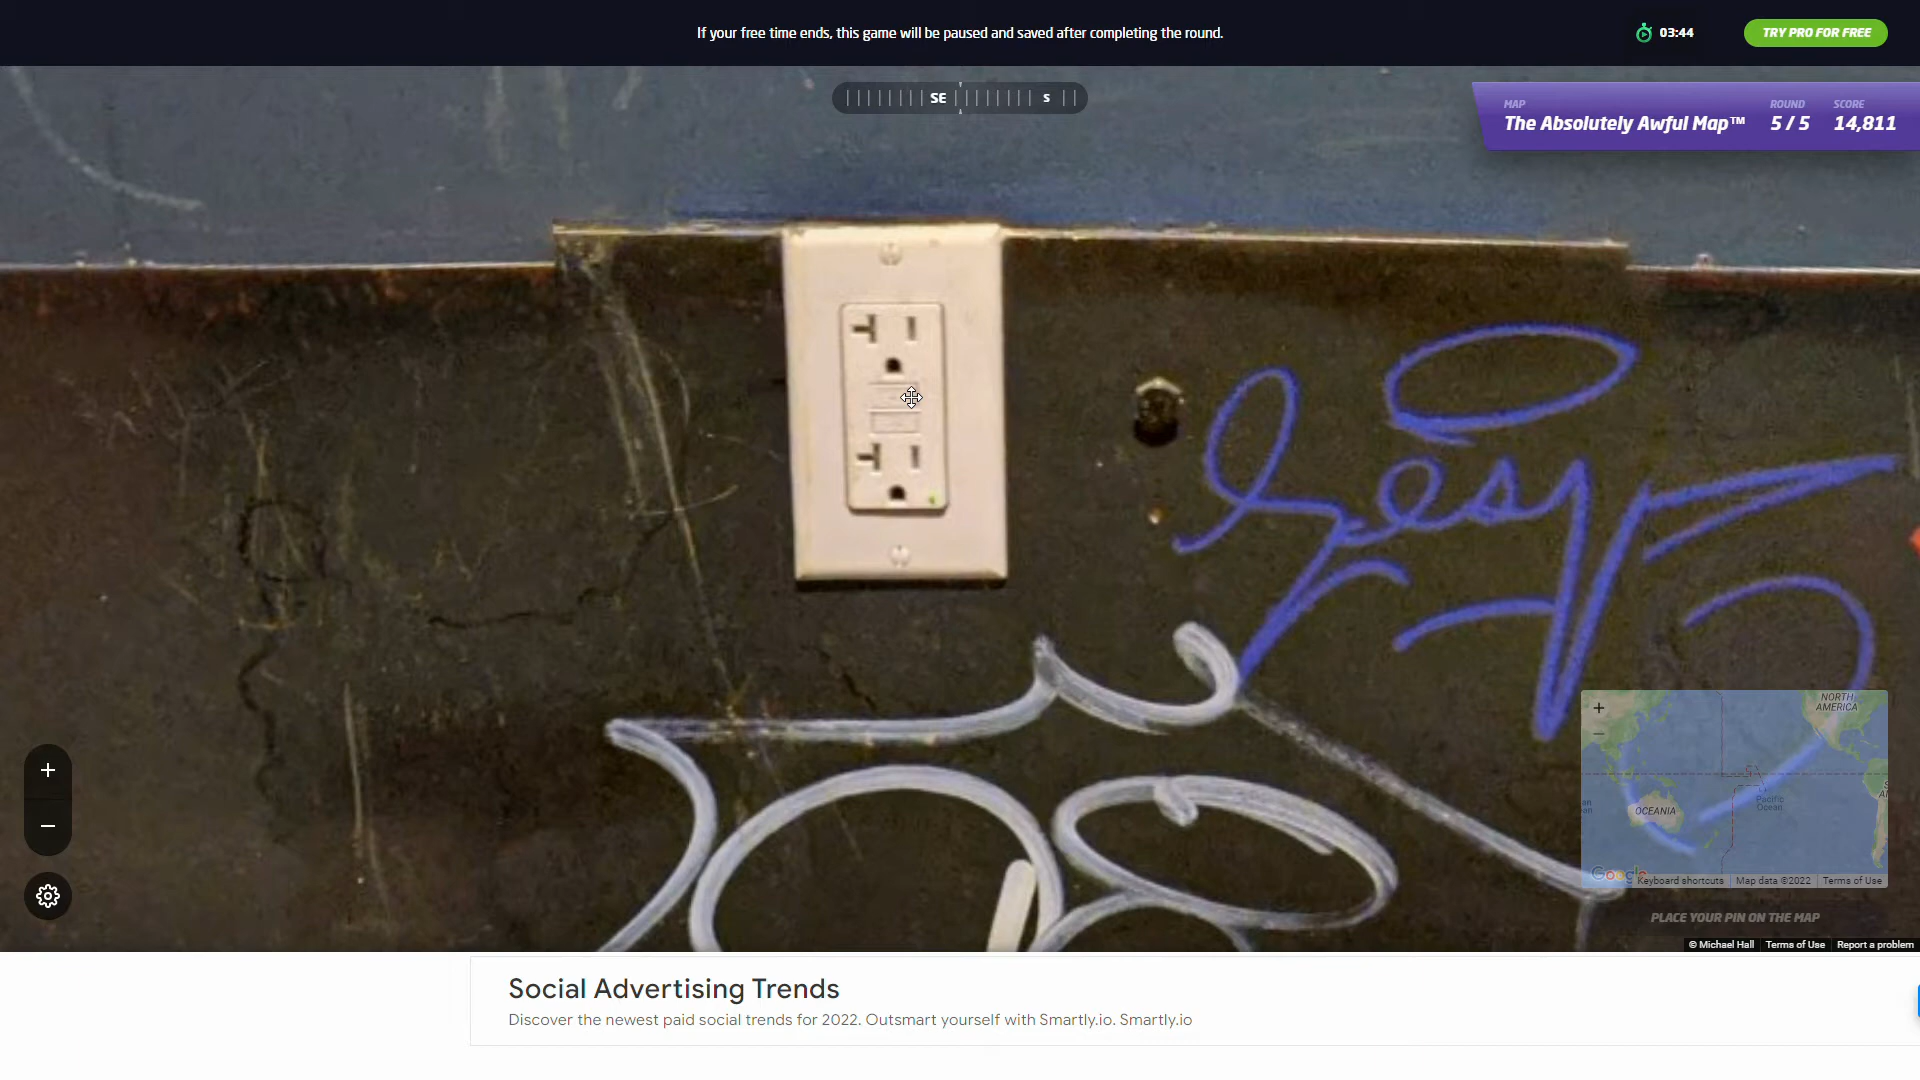 If your free time ends, this game will be paused and saved after completing the round.
03:44
TRY PRO FOR FREE
SE
S
MAP
The Absolutely Awful Map™
ROUND
5 / 5
SCORE
14,811
NORTH
AMERICA
OCEANIA
Pacific
Ocean
Google
Keyboard shortcuts
Map data ©2022
Terms of Use
PLACE YOUR PIN ON THE MAP
© Michael Hall
Terms of Use
Report a problem
Social Advertising Trends
Discover the newest paid social trends for 2022. Outsmart yourself with Smartly.io. Smartly.io